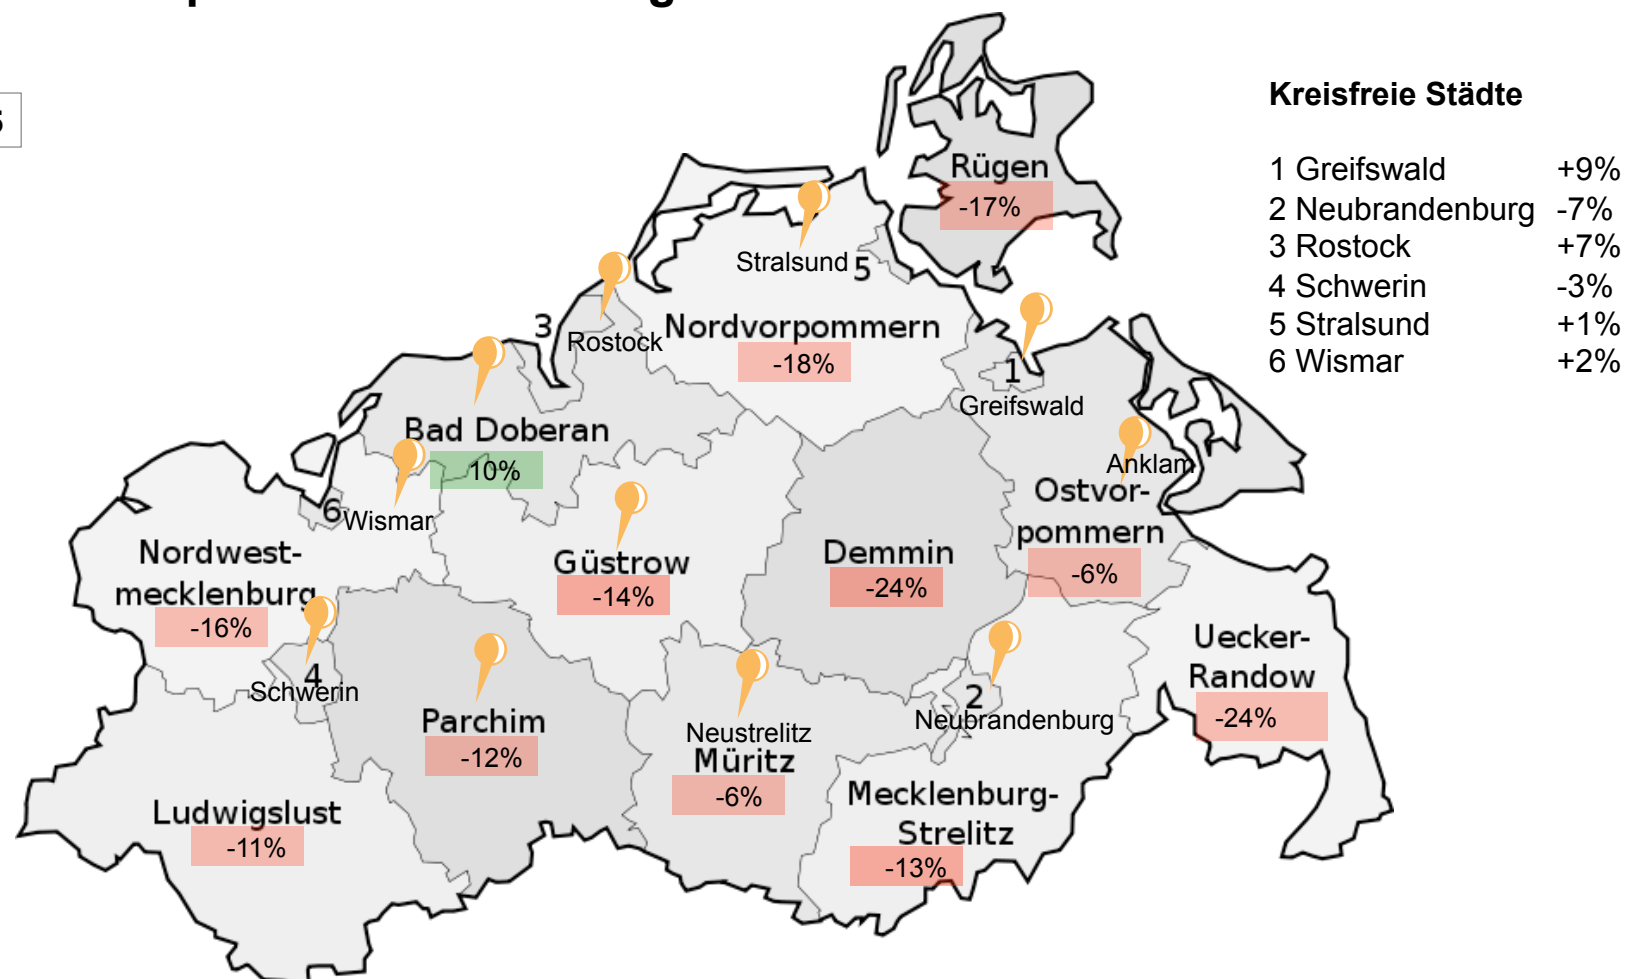 Kreisfreie Städte
1 Greifswald +9%
2 Neubrandenburg -7%
3 Rostock +7%
4 Schwerin -3%
5 Stralsund +1%
6 Wismar +2%
Rügen
-17%
Stralsund 5
3
Rostock
Nordvorpommern
-18%
1
Greifswald
Bad Doberan
10%
Anklam
Ostvor-
pommern
-6%
6
Wismar
Nordwest-
mecklenburg
-16%
Güstrow
-14%
Demmin
-24%
4
Schwerin
Parchim
-12%
Neustrelitz
Müritz
-6%
2
Neubrandenburg
Uecker-
Randow
-24%
Ludwigslust
-11%
Mecklenburg-
Strelitz
-13%